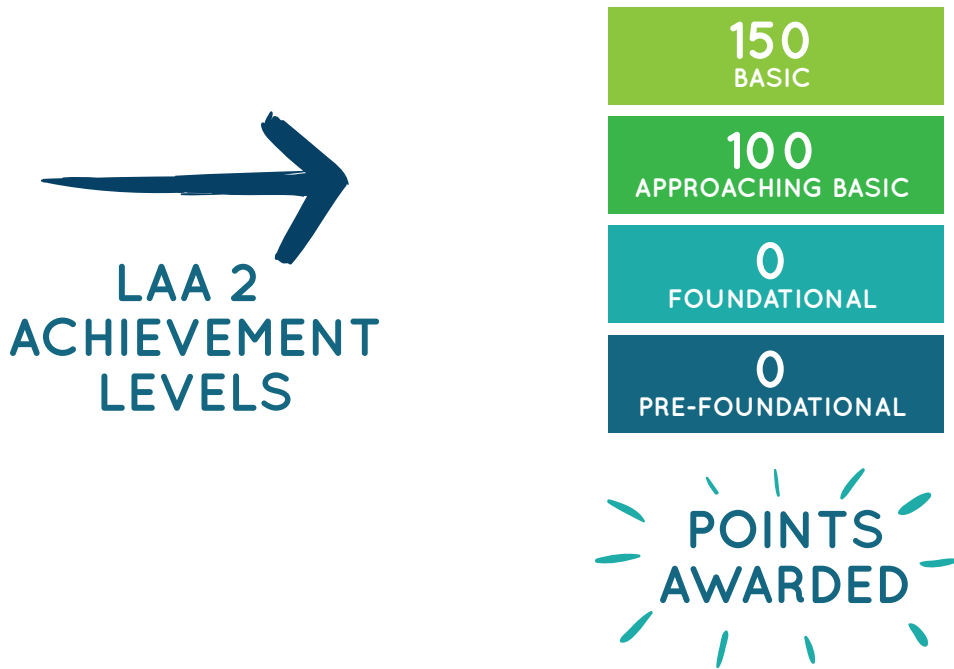 LAA 2
ACHIEVEMENT
LEVELS
150
BASIC
100
APPROACHING BASIC
0
FOUNDATIONAL
0
PRE-FOUNDATIONAL
POINTS
AWARDED